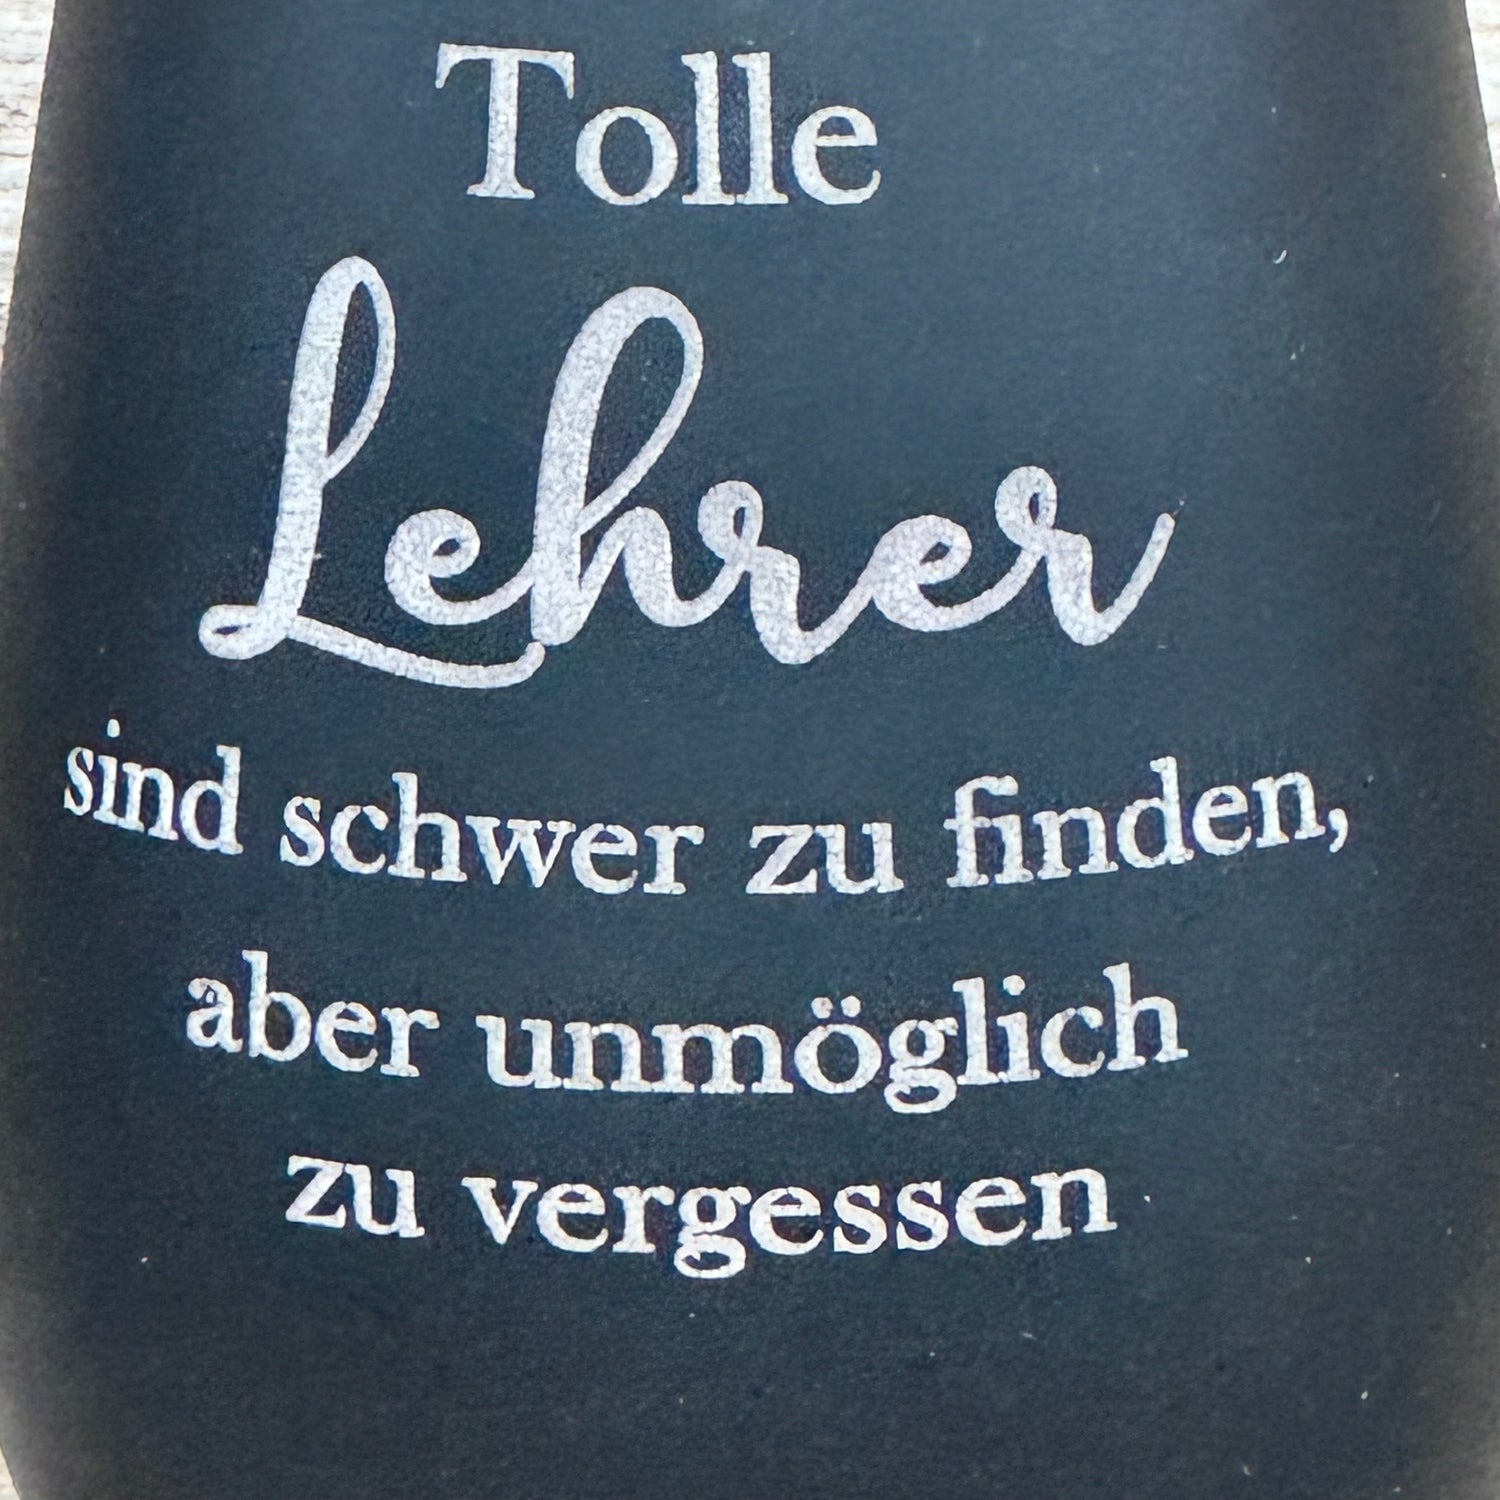 Tolle
Lehrer
sind schwer zu finden,
aber unmöglich
zu vergessen